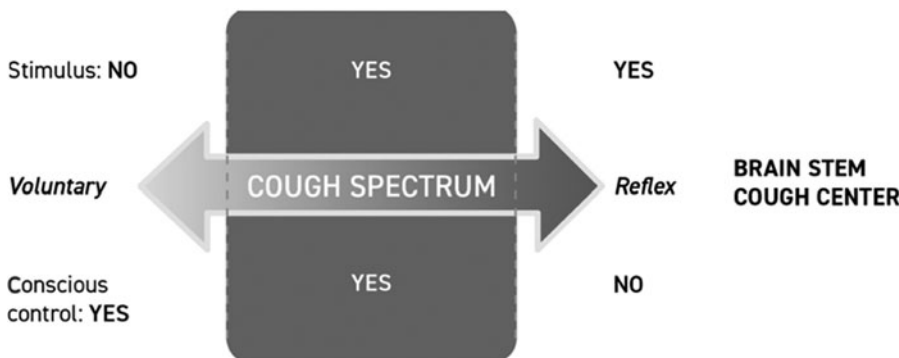 Stimulus: NO
YES
YES
Voluntary
COUGH SPECTRUM
Reflex
BRAIN STEM
COUGH CENTER
Conscious
control: YES
YES
NO